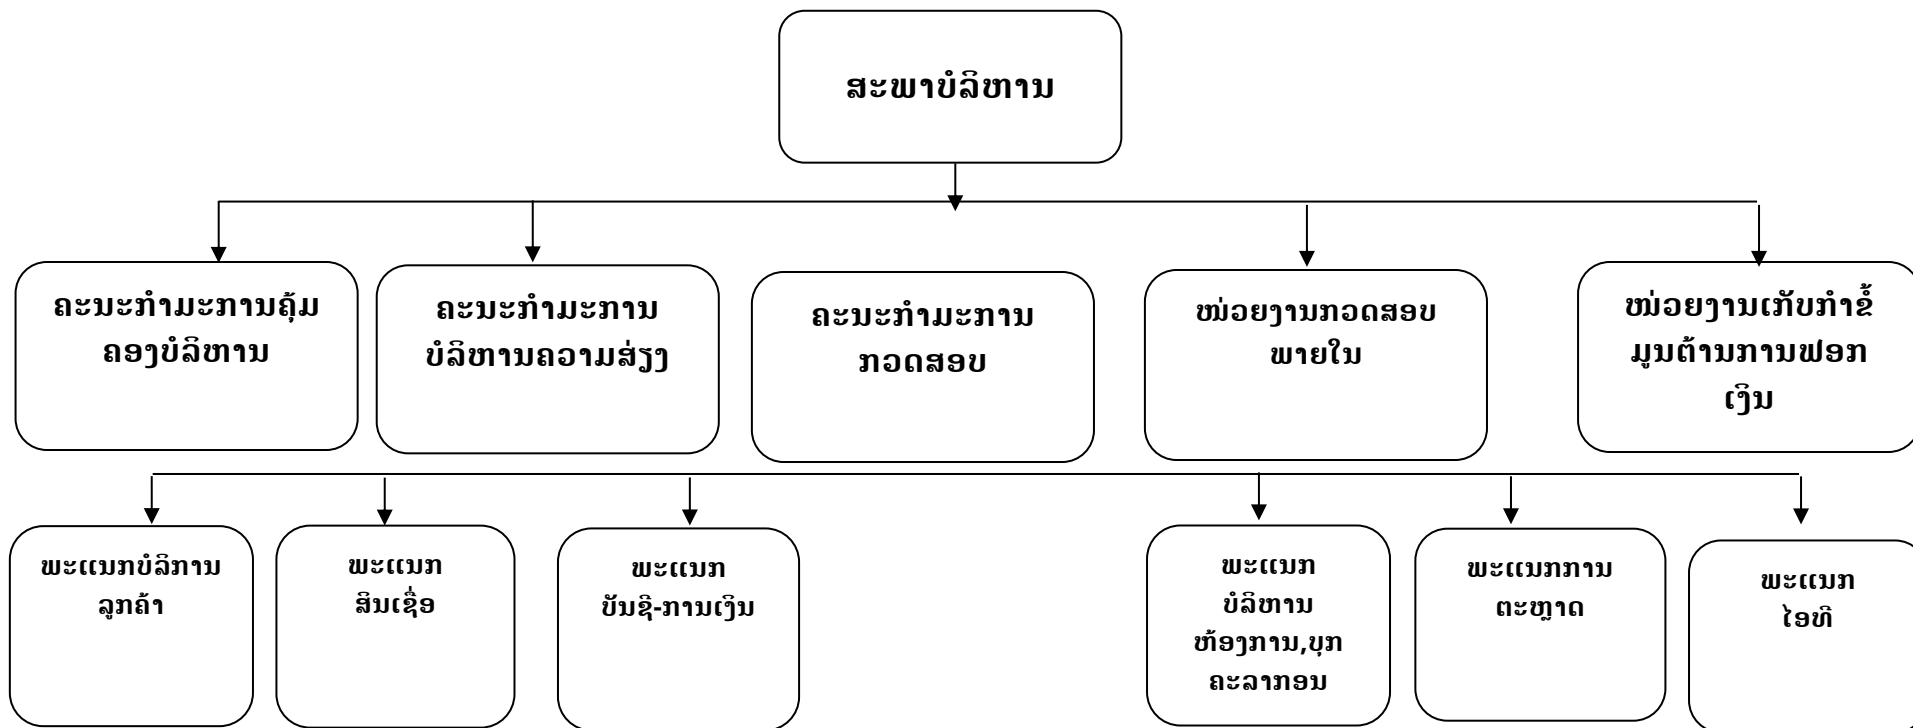 ສະພາບໍລິຫານ
ຄະນະກຳມະການຄຸ້ມ
ຄອງບໍລິຫານ
ຄະນະກຳມະການ
ບໍລິຫານຄວາມສ່ຽງ
ຄະນະກຳມະການ
ກວດສອບ
ໜ່ວຍງານກວດສອບ
ພາຍໃນ
ໜ່ວຍງານເກັບກຳຂໍ້
ມູນຕ້ານການຟອກ
ເງິນ
ພະແນກບໍລິການ
ລູກຄ້າ
ພະແນກ
ສິນເຊື່ອ
ພະແນກ
ບັນຊີ-ການເງິນ
ພະແນກ
ບໍລິຫານ
ຫ້ອງການ,ບຸກ
ຄະລາກອນ
ພະແນກການ
ຕະຫຼາດ
ພະແນກ
ໄອທີ